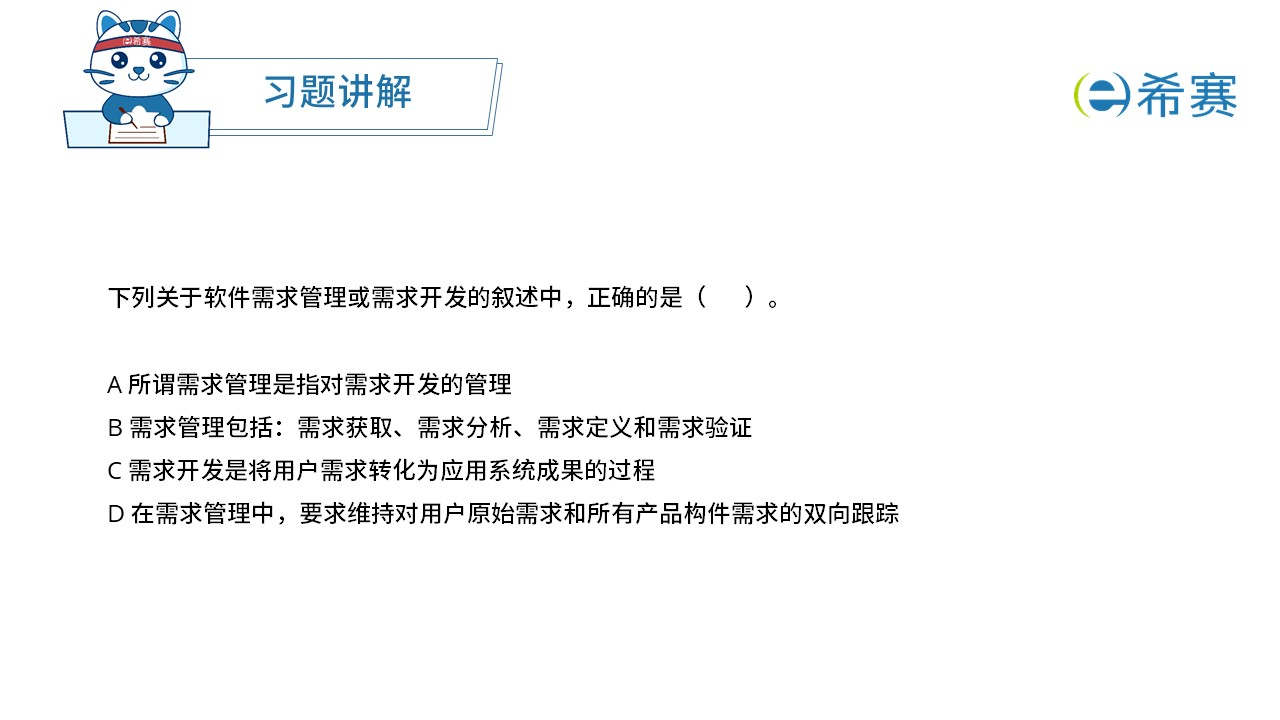 希赛
习题讲解
希赛
下列关于软件需求管理或需求开发的叙述中，正确的是（ ）。
A 所谓需求管理是指对需求开发的管理
B 需求管理包括：需求获取、需求分析、需求定义和需求验证
C 需求开发是将用户需求转化为应用系统成果的过程
D 在需求管理中，要求维持对用户原始需求和所有产品构件需求的双向跟踪